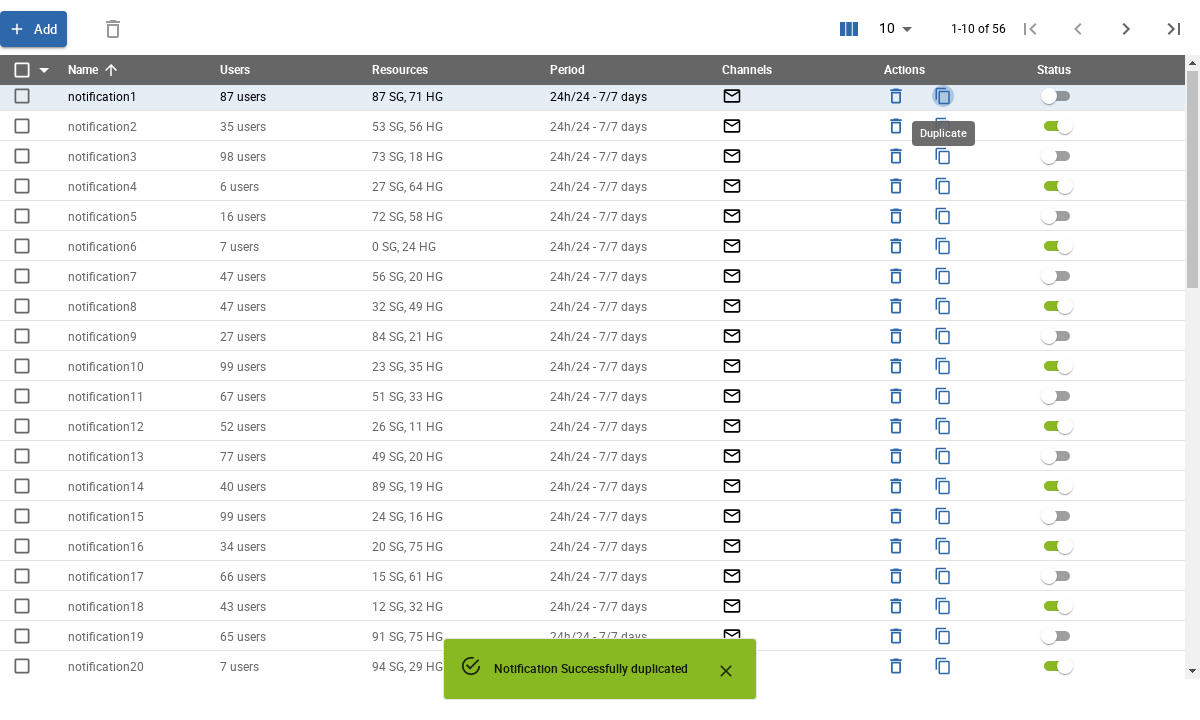 Add
10
1-10 of 56
Name Users Resources Period Channels Actions Status
notification1 87 users 87 SG, 71 HG 24h/24 - 7/7 days
notification2 35 users 53 SG, 56 HG 24h/24 - 7/7 days
Duplicate
notification3 98 users 73 SG, 18 HG 24h/24 - 7/7 days
notification4 6 users 27 SG, 64 HG 24h/24 - 7/7 days
notification5 16 users 72 SG, 58 HG 24h/24 - 7/7 days
notification6 7 users 0 SG, 24 HG 24h/24 - 7/7 days
notification7 47 users 56 SG, 20 HG 24h/24 - 7/7 days
notification8 47 users 32 SG, 49 HG 24h/24 - 7/7 days
notification9 27 users 84 SG, 21 HG 24h/24 - 7/7 days
notification10 99 users 23 SG, 35 HG 24h/24 - 7/7 days
notification11 67 users 51 SG, 33 HG 24h/24 - 7/7 days
notification12 52 users 26 SG, 11 HG 24h/24 - 7/7 days
notification13 77 users 49 SG, 20 HG 24h/24 - 7/7 days
notification14 40 users 89 SG, 19 HG 24h/24 - 7/7 days
notification15 99 users 24 SG, 16 HG 24h/24 - 7/7 days
notification16 34 users 20 SG, 75 HG 24h/24 - 7/7 days
notification17 66 users 15 SG, 61 HG 24h/24 - 7/7 days
notification18 43 users 12 SG, 32 HG 24h/24 - 7/7 days
notification19 65 users 91 SG, 75 HG 24h/24 - 7/7 days
notification20 7 users 94 SG, 29 HG
Notification Successfully duplicated